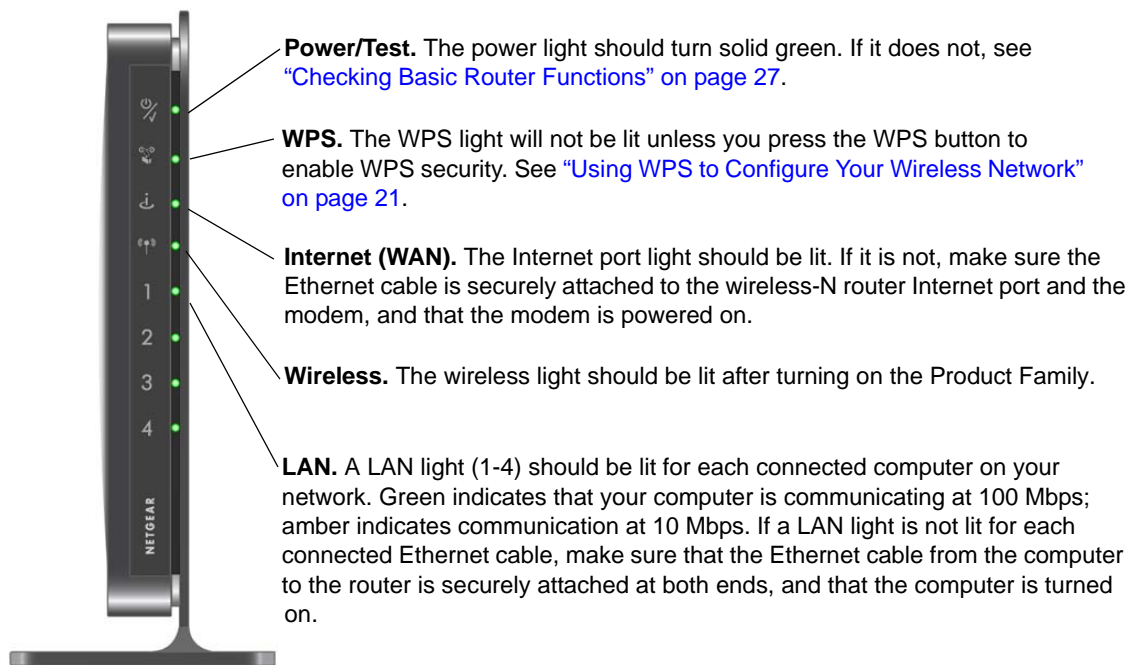 Power/Test. The power light should turn solid green. If it does not, see
“Checking Basic Router Functions” on page 27.
WPS. The WPS light will not be lit unless you press the WPS button to
enable WPS security. See “Using WPS to Configure Your Wireless Network”
on page 21.
Internet (WAN). The Internet port light should be lit. If it is not, make sure the
Ethernet cable is securely attached to the wireless-N router Internet port and the
modem, and that the modem is powered on.
Wireless. The wireless light should be lit after turning on the Product Family.
LAN. A LAN light (1-4) should be lit for each connected computer on your
network. Green indicates that your computer is communicating at 100 Mbps;
amber indicates communication at 10 Mbps. If a LAN light is not lit for each
connected Ethernet cable, make sure that the Ethernet cable from the computer
to the router is securely attached at both ends, and that the computer is turned
on.
1
2
3
4
NETGEAR